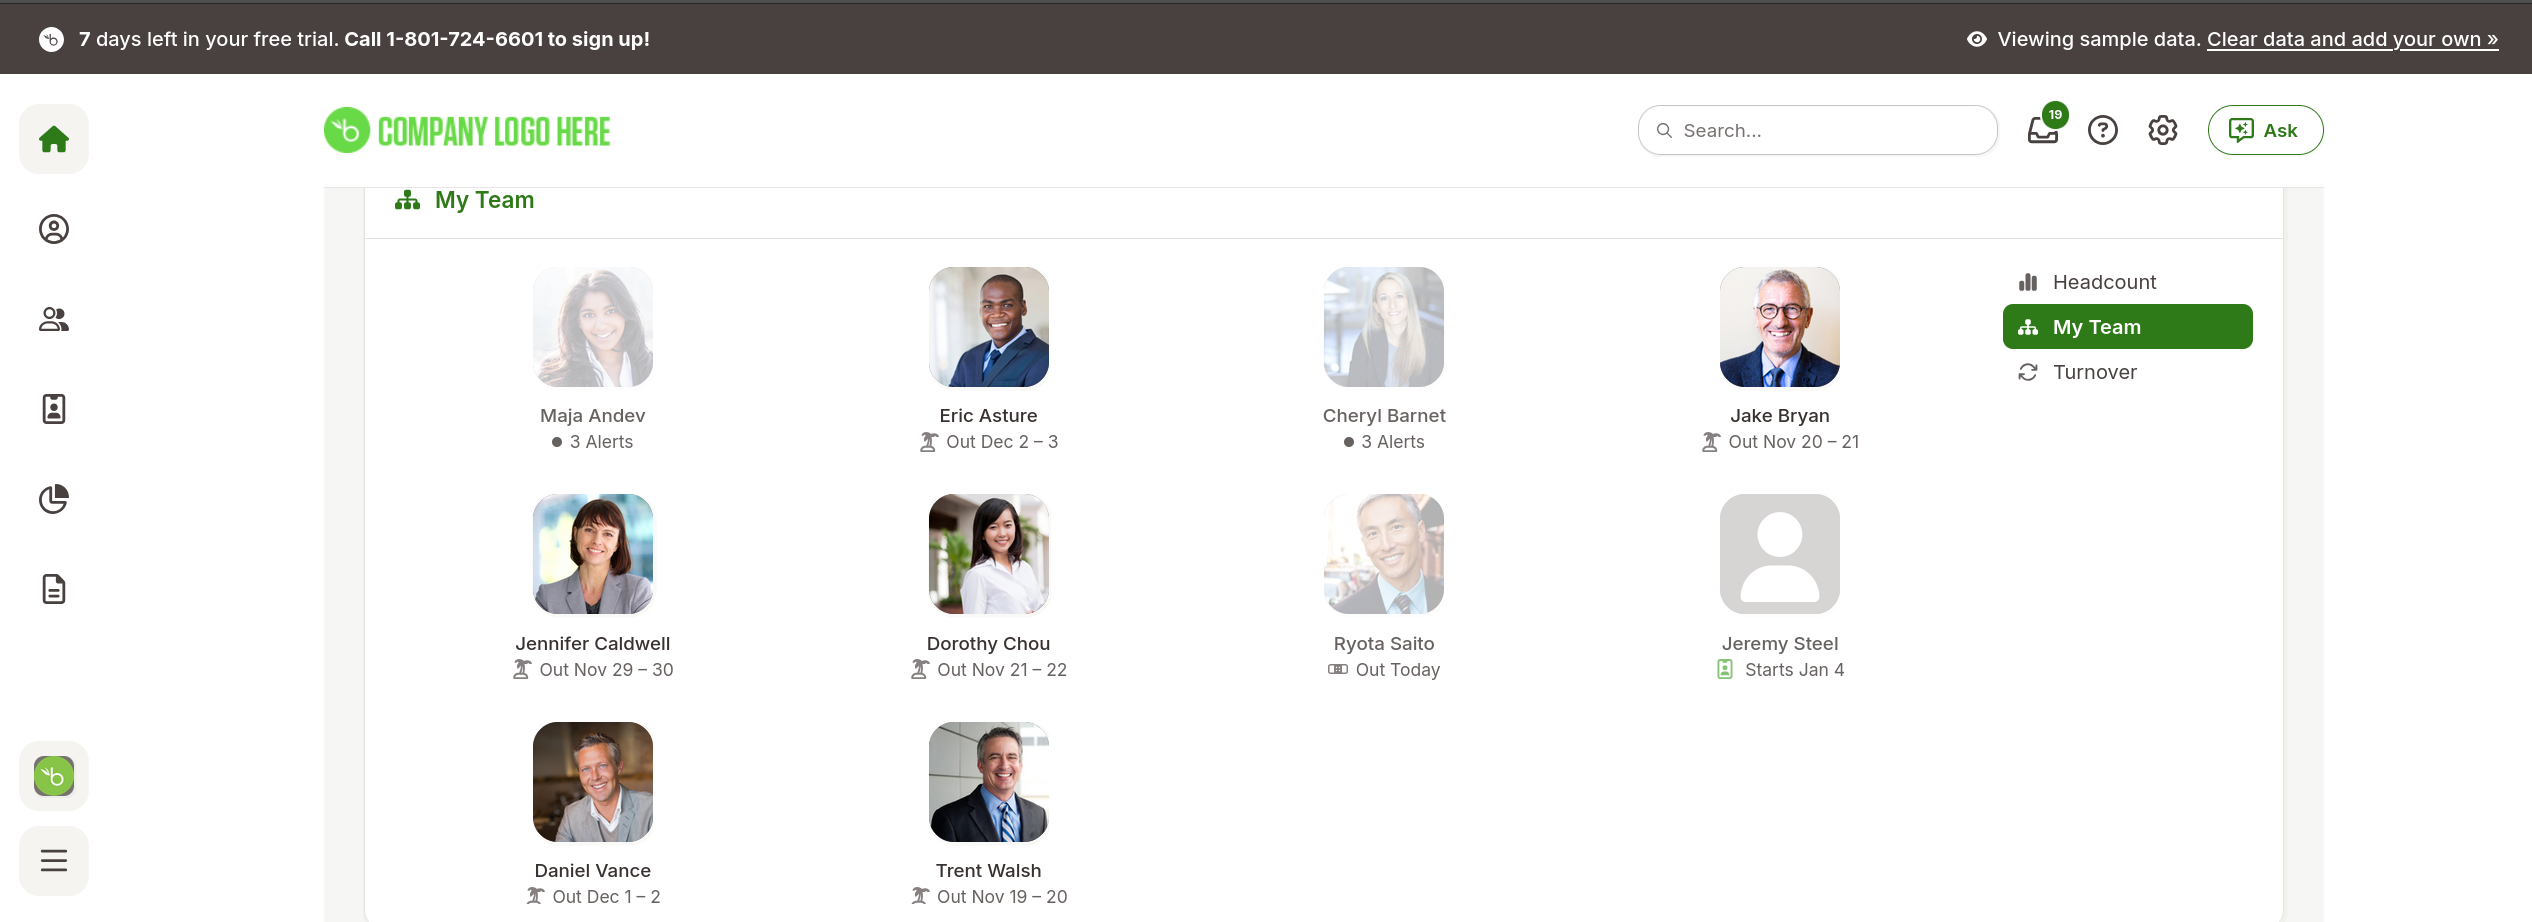 7 days left in your free trial. Call 1-801-724-6601 to sign up!
Viewing sample data. Clear data and add your own »
COMPANY LOGO HERE
Search...
19
Ask
My Team
Maja Andev
3 Alerts
Eric Asture
Out Dec 2 – 3
Cheryl Barnet
3 Alerts
Jake Bryan
Out Nov 20 – 21
Headcount
My Team
Turnover
Jennifer Caldwell
Out Nov 29 – 30
Dorothy Chou
Out Nov 21 – 22
Ryota Saito
Out Today
Jeremy Steel
Starts Jan 4
Daniel Vance
Out Dec 1 – 2
Trent Walsh
Out Nov 19 – 20